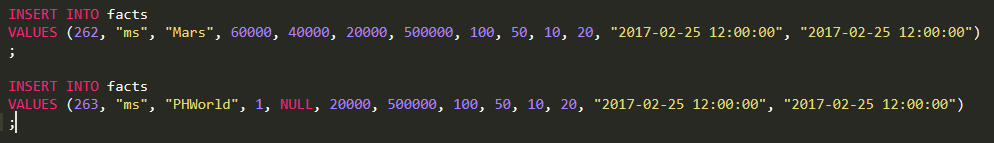 INSERT INTO facts
VALUES (262, "ms", "Mars", 60000, 40000, 20000, 500000, 100, 50, 10, 20, "2017-02-25 12:00:00", "2017-02-25 12:00:00")
;
INSERT INTO facts
VALUES (263, "ms", "PHWorld", 1, NULL, 20000, 500000, 100, 50, 10, 20, "2017-02-25 12:00:00", "2017-02-25 12:00:00")
;